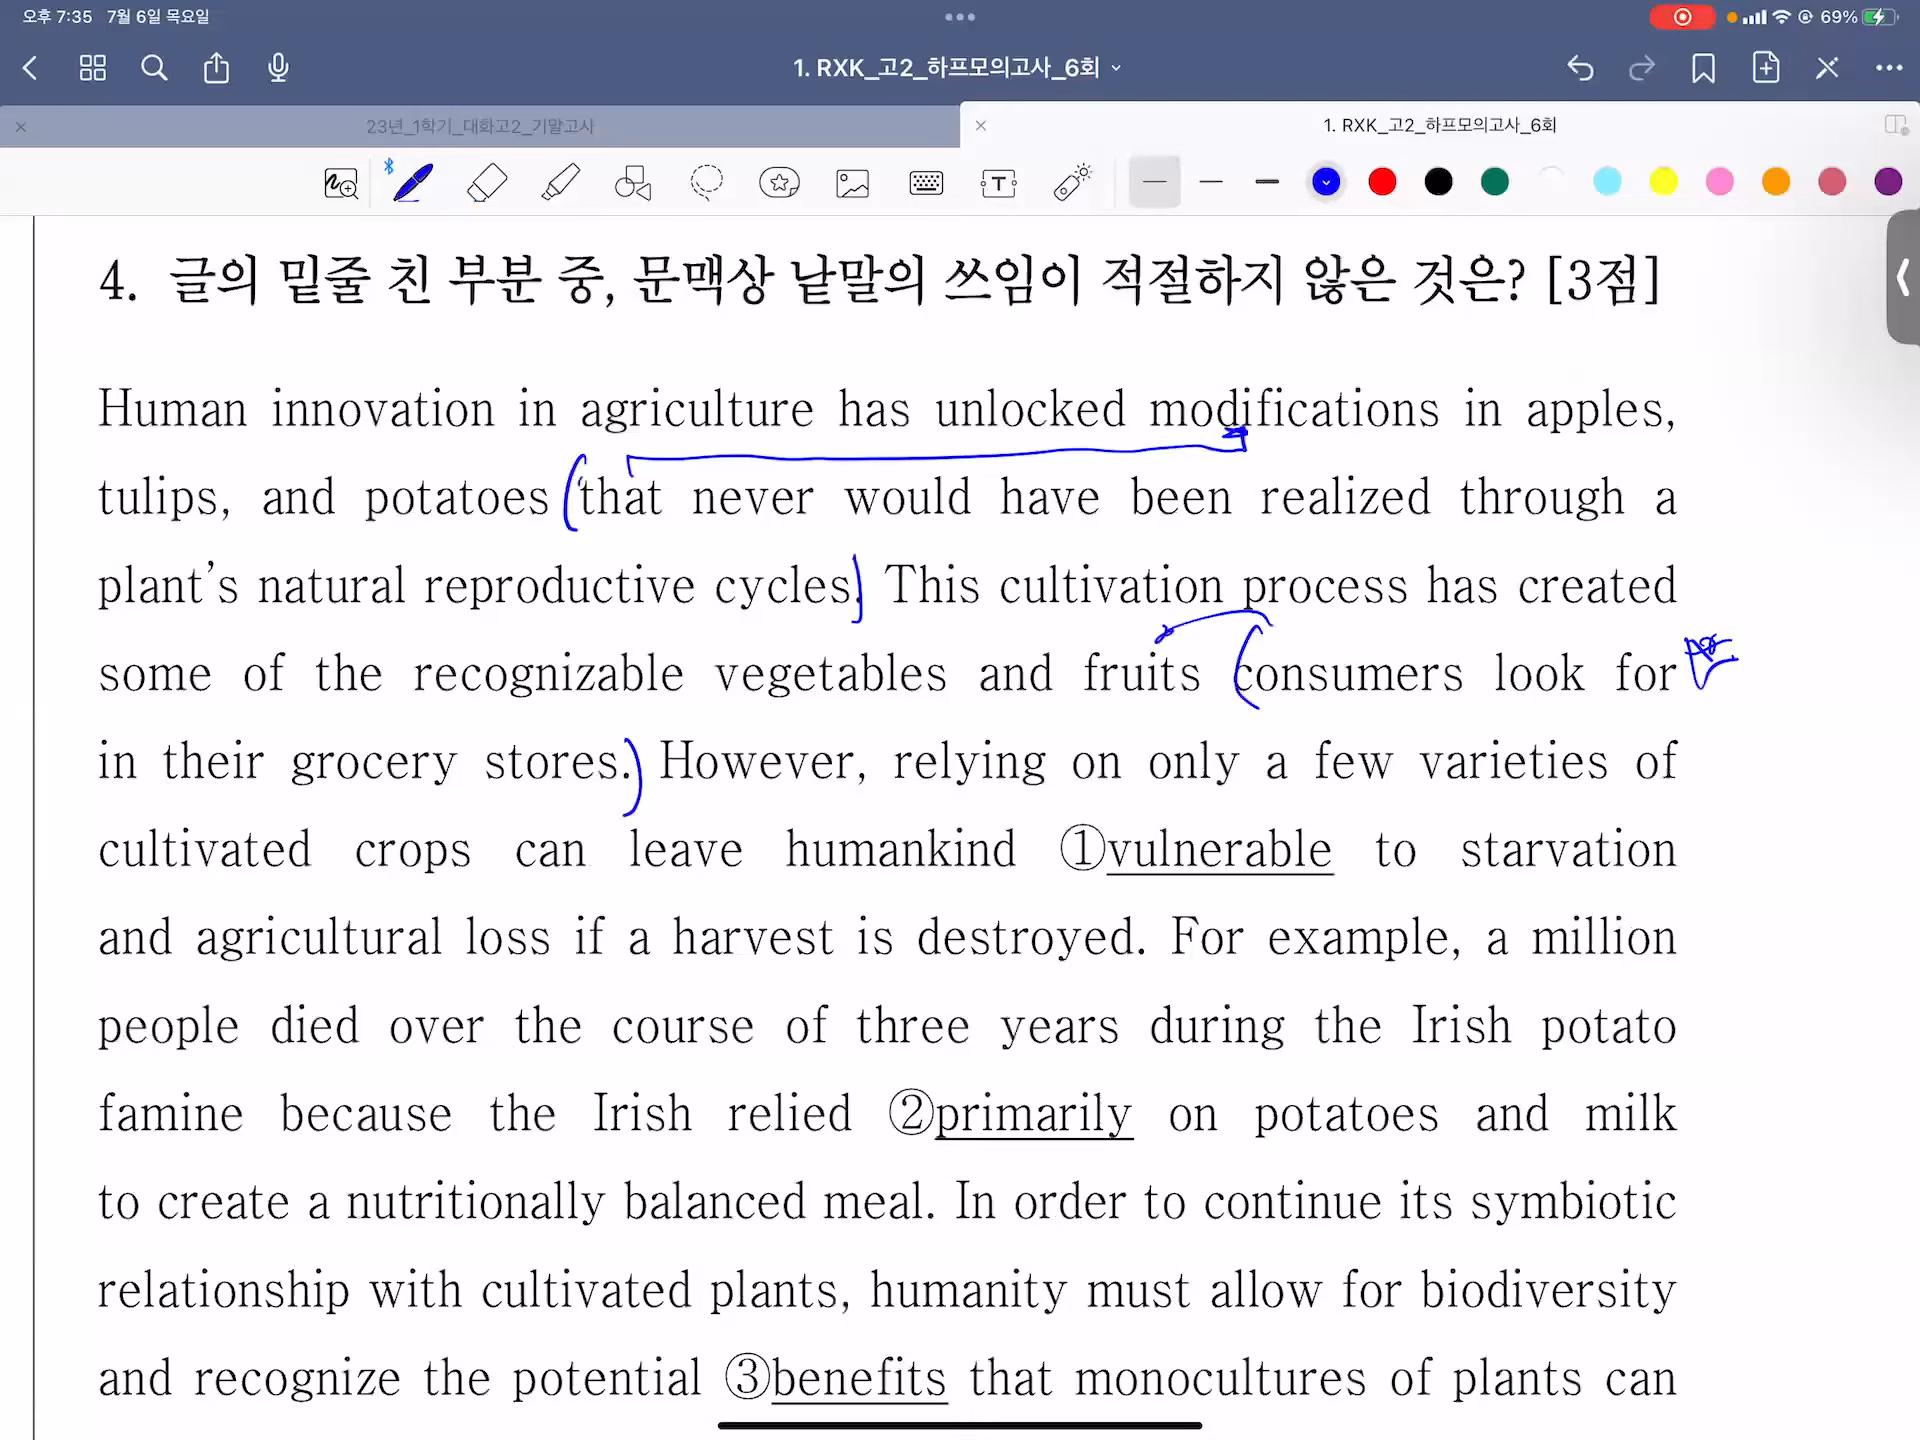 오후 7:35 7월 6일 목요일
69%
1. RXK_고2_하프모의고사_6회
23년_1학기_대화고2_기말고사
1. RXK_고2_하프모의고사_6회
4. 글의 밑줄 친 부분 중, 문맥상 낱말의 쓰임이 적절하지 않은 것은? [3점]
Human innovation in agriculture has unlocked modifications in apples,
tulips, and potatoes (that never would have been realized through a
plant's natural reproductive cycles.) This cultivation process has created
some of the recognizable vegetables and fruits (consumers look for
in their grocery stores.) However, relying on only a few varieties of
cultivated crops can leave humankind ①vulnerable to starvation
and agricultural loss if a harvest is destroyed. For example, a million
people died over the course of three years during the Irish potato
famine because the Irish relied ②primarily on potatoes and milk
to create a nutritionally balanced meal. In order to continue its symbiotic
relationship with cultivated plants, humanity must allow for biodiversity
and recognize the potential ③benefits that monocultures of plants can